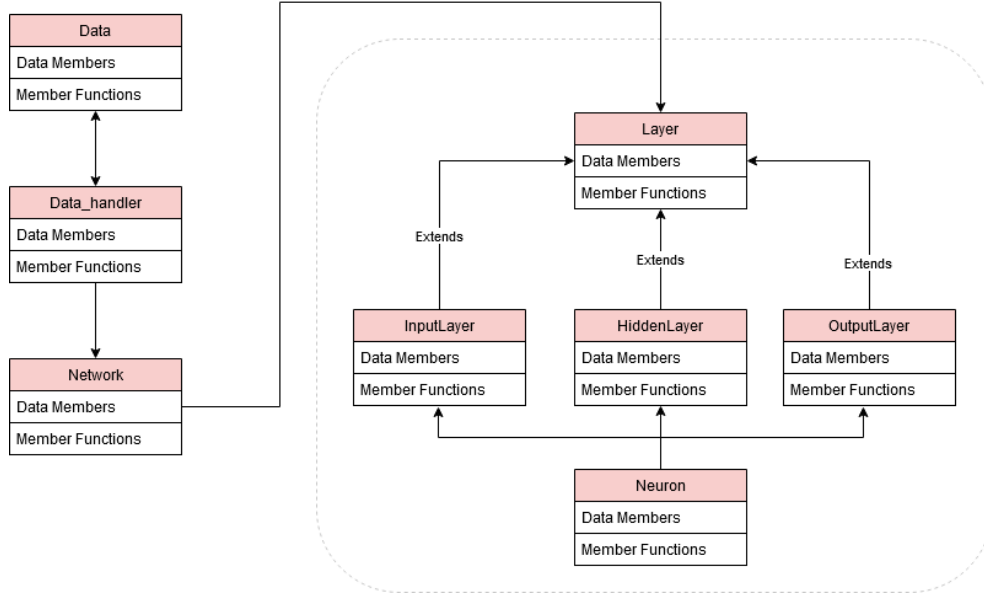 Data
Data Members
Member Functions
Data_handler
Data Members
Member Functions
Network
Data Members
Member Functions
Layer
Data Members
Member Functions
Extends
Extends
Extends
InputLayer
Data Members
Member Functions
HiddenLayer
Data Members
Member Functions
OutputLayer
Data Members
Member Functions
Neuron
Data Members
Member Functions